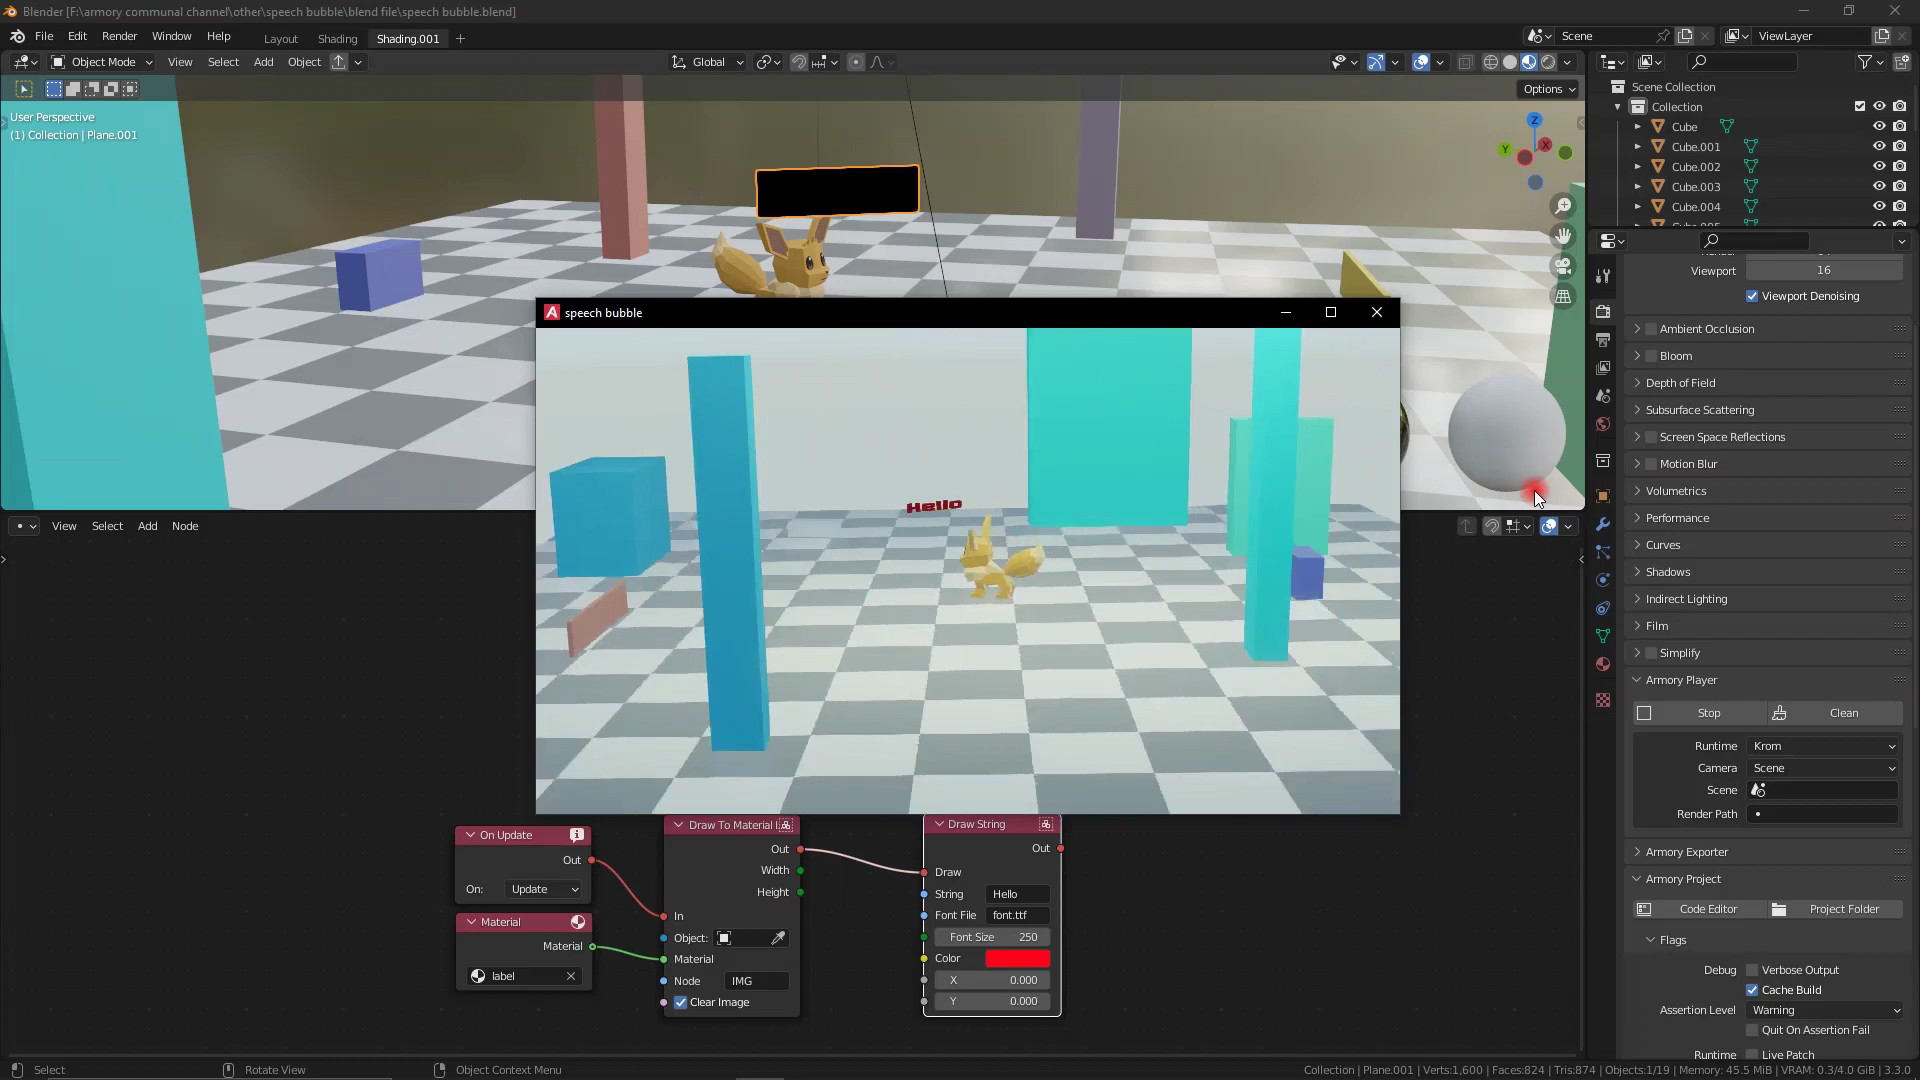 Blender [F:\armory communal channel\other\speech bubble\blend file\speech bubble.blend]
File Edit Render Window Help Layout Shading Shading.001 + Scene ViewLayer
Object Mode View Select Add Object Global
Options
User Perspective
(1) Collection | Plane.001
Z
Y
X
Scene Collection
Collection
Cube
Cube.001
Cube.002
Cube.003
Cube.004
Viewport 16
Viewport Denoising
Ambient Occlusion
Bloom
Depth of Field
Subsurface Scattering
Screen Space Reflections
Motion Blur
Volumetrics
Performance
Curves
Shadows
Indirect Lighting
Film
Simplify
Armory Player
Stop Clean
Runtime Krom
Camera Scene
Scene
Render Path
Armory Exporter
Armory Project
Code Editor Project Folder
Flags
Debug Verbose Output
Cache Build
Assertion Level Warning
Quit On Assertion Fail
Runtime Live Patch
A speech bubble
Hello
View Select Add Node
On Update
Out
On: Update
Material
Material
label
Draw To Material
Out
Width
Height
In
Object:
Material
Node IMG
Clear Image
Draw String
Out
Draw
String Hello
Font File font.ttf
Font Size 250
Color
X 0.000
Y 0.000
Select Rotate View Object Context Menu
Collection | Plane.001 | Verts:1,600 | Faces:824 | Tris:874 | Objects:1/19 | Memory: 45.5 MiB | VRAM: 0.3/4.0 GiB | 3.3.0